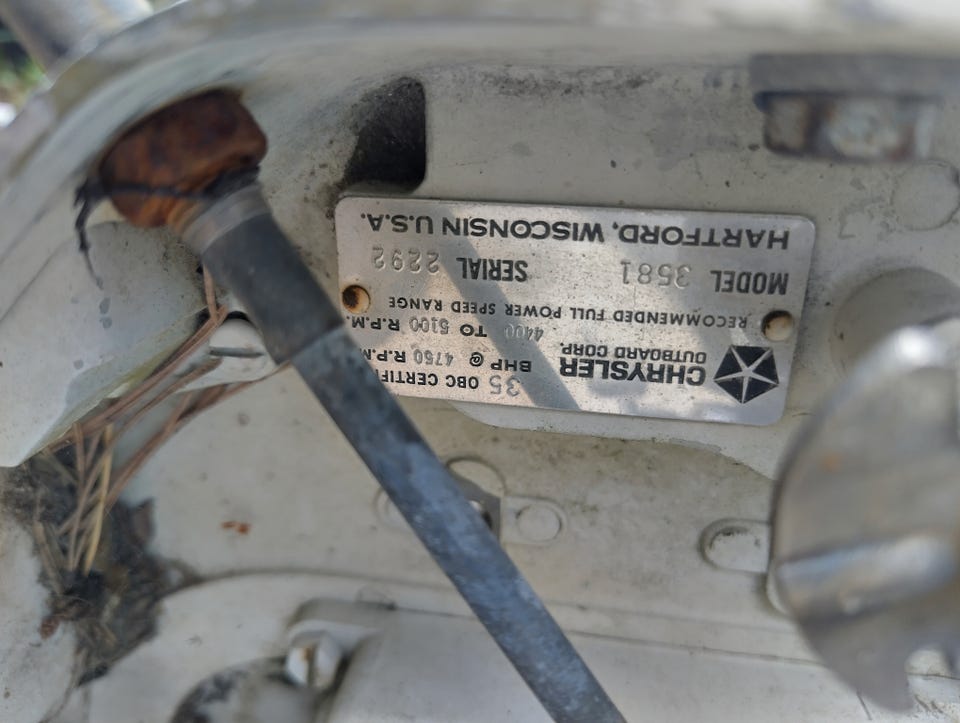 CHRYSLER
OUTBOARD CORP.
35 OBC CERTIFI
BHP @ 4750 R.P.M
4400 TO 5100 R.P.M.
RECOMMENDED FULL POWER SPEED RANGE
MODEL 3581 SERIAL 2292
HARTFORD, WISCONSIN U.S.A.